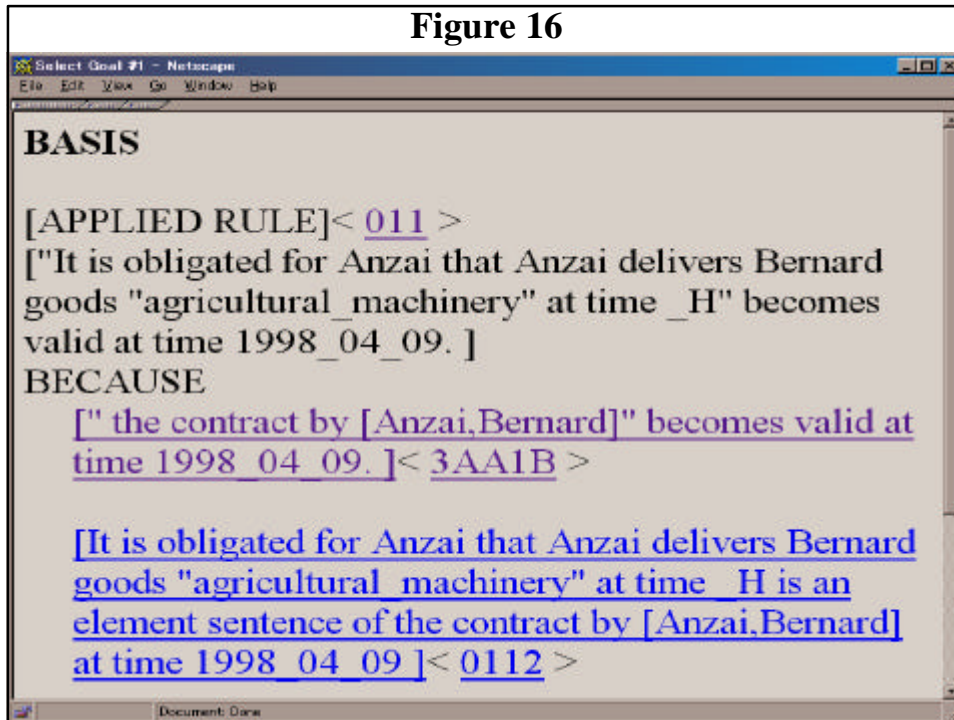 Figure 16
Select Goal #1 - Netscape
File Edit View Go Window Help
BASIS
[APPLIED RULE]< 011 >
["It is obligated for Anzai that Anzai delivers Bernard
goods "agricultural_machinery" at time _H" becomes
valid at time 1998_04_09. ]
BECAUSE
[" the contract by [Anzai,Bernard]" becomes valid at
time 1998_04_09. ]< 3AA1B >
[It is obligated for Anzai that Anzai delivers Bernard
goods "agricultural_machinery" at time _H is an
element sentence of the contract by [Anzai,Bernard]
at time 1998_04_09 ]< 0112 >
Document: Done